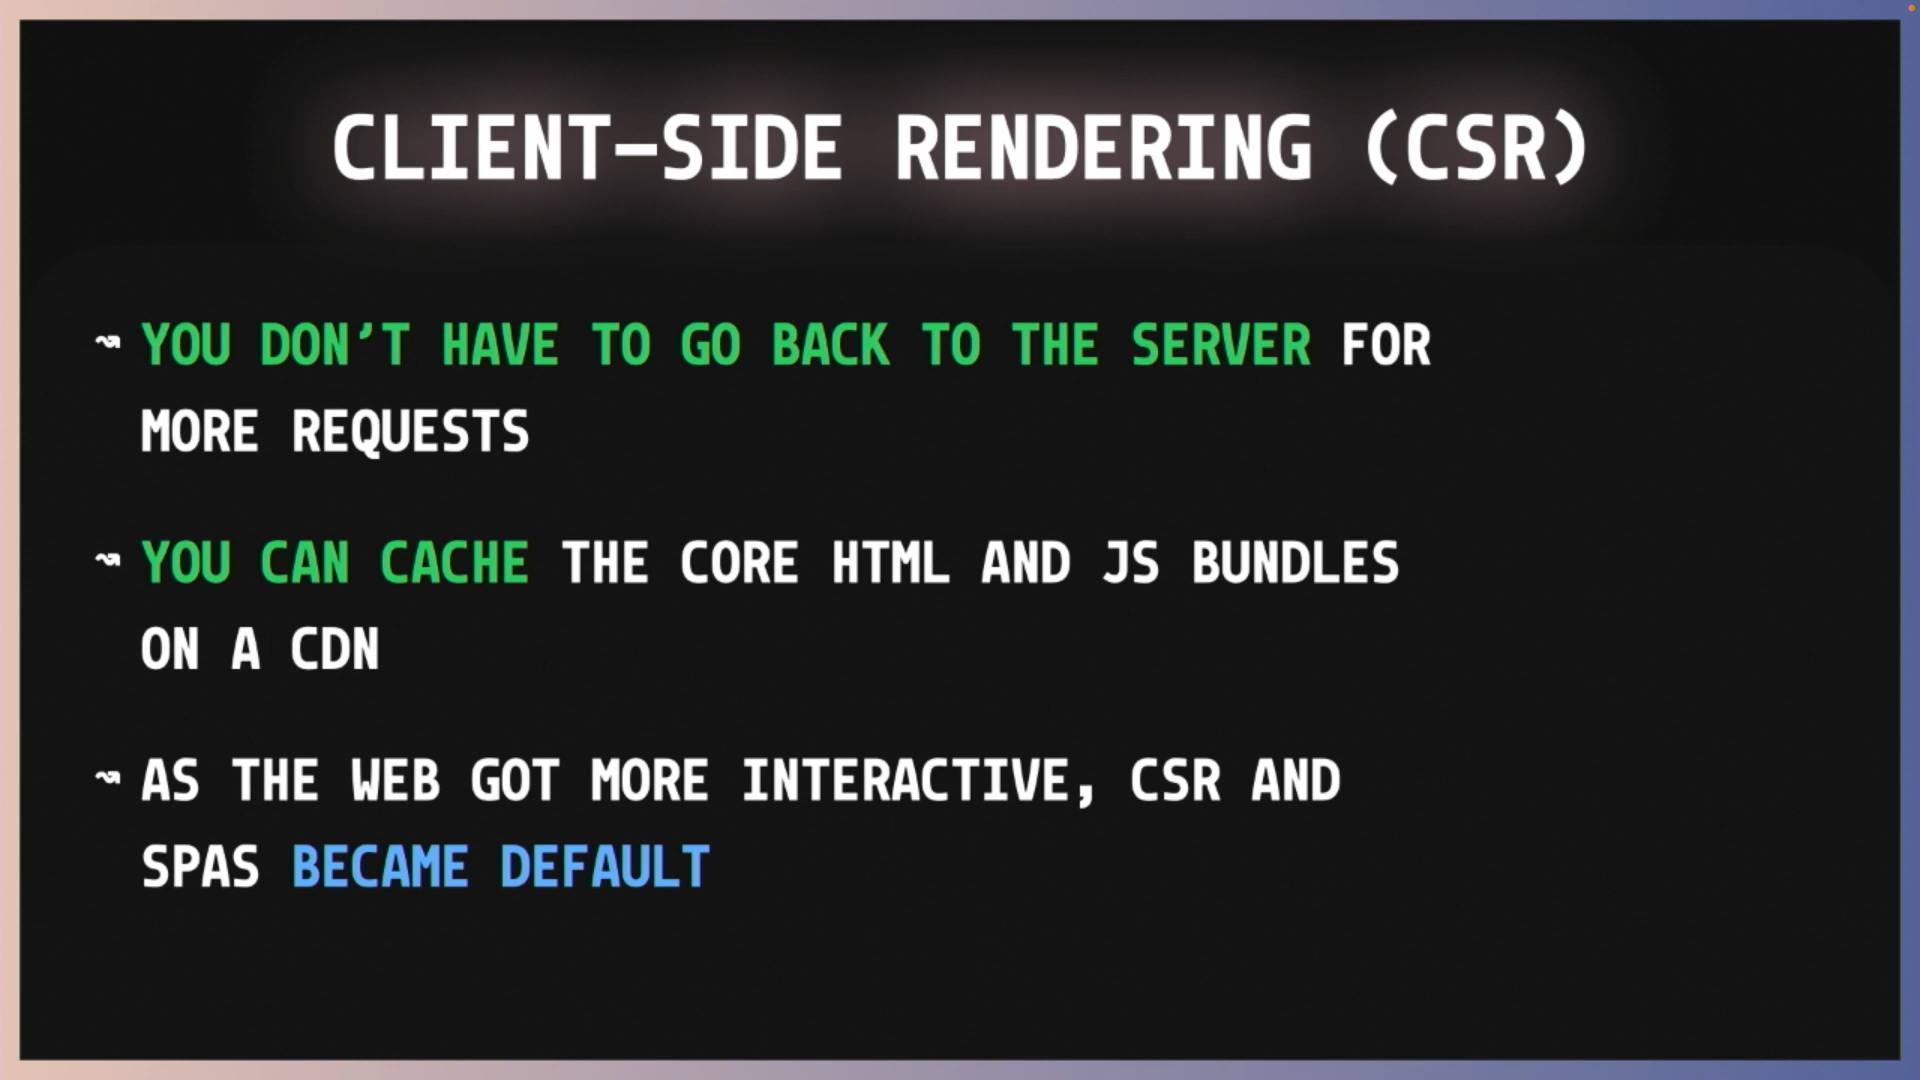 CLIENT-SIDE RENDERING (CSR)
↝ YOU DON'T HAVE TO GO BACK TO THE SERVER FOR
MORE REQUESTS
↝ YOU CAN CACHE THE CORE HTML AND JS BUNDLES
ON A CDN
↝ AS THE WEB GOT MORE INTERACTIVE, CSR AND
SPAS BECAME DEFAULT